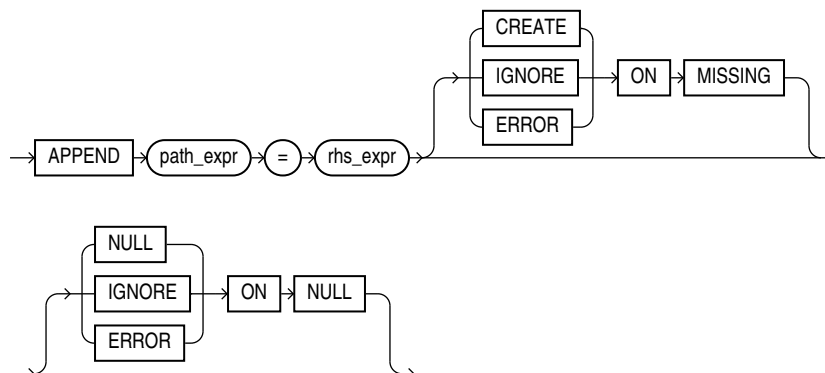 CREATE
IGNORE ON MISSING
ERROR
APPEND path_expr = rhs_expr
NULL
IGNORE ON NULL
ERROR